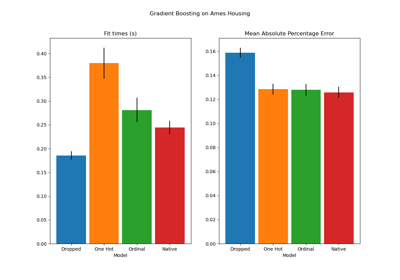 Gradient Boosting on Ames Housing
Fit times (s)
0.40
0.35
0.30
0.25
0.20
0.15
0.10
0.05
0.00
Dropped One Hot Ordinal Native
Model
Mean Absolute Percentage Error
0.16
0.14
0.12
0.10
0.08
0.06
0.04
0.02
0.00
Dropped One Hot Ordinal Native
Model